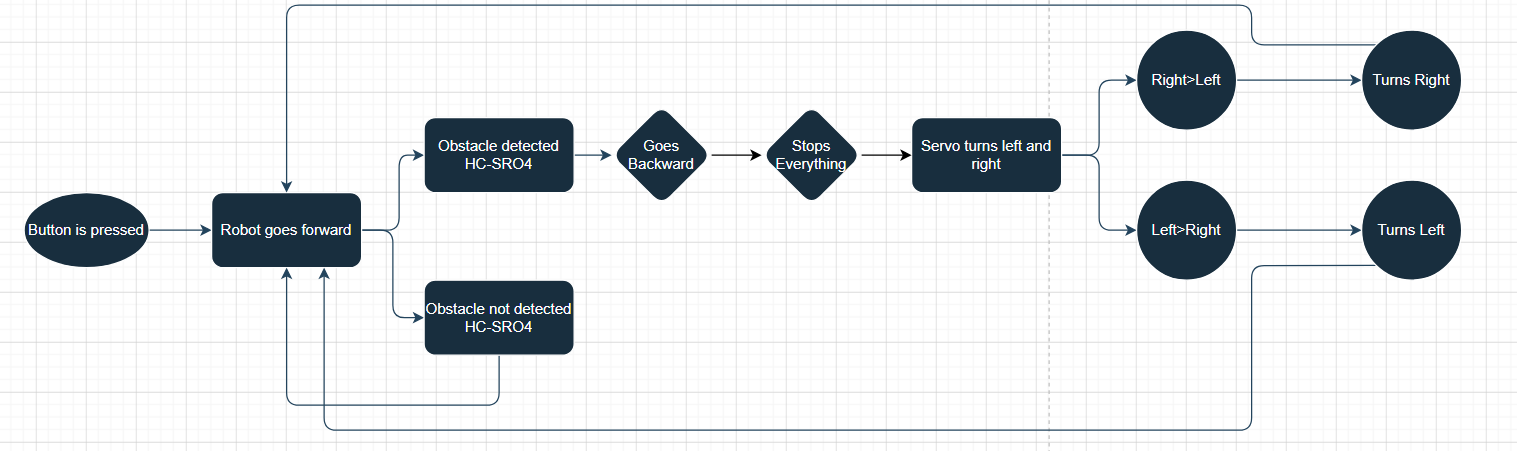 Button is pressed
Robot goes forward
Obstacle detected
HC-SRO4
Obstacle not detected
HC-SRO4
Goes
Backward
Stops
Everything
Servo turns left and
right
Right>Left
Turns Right
Left>Right
Turns Left